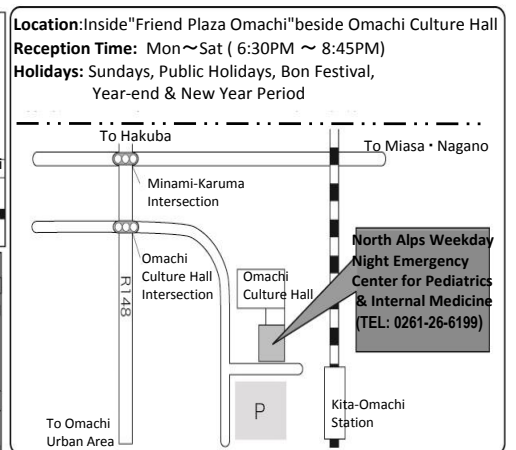 Location:Inside"Friend Plaza Omachi"beside Omachi Culture Hall
Reception Time: Mon～Sat ( 6:30PM ～ 8:45PM)
Holidays: Sundays, Public Holidays, Bon Festival,
Year-end & New Year Period
To Hakuba
To Miasa・Nagano
Minami-Karuma
Intersection
Omachi
Culture Hall
Intersection
R148
Omachi
Culture Hall
North Alps Weekday
Night Emergency
Center for Pediatrics
& Internal Medicine
(TEL: 0261-26-6199)
P
Kita-Omachi
Station
To Omachi
Urban Area